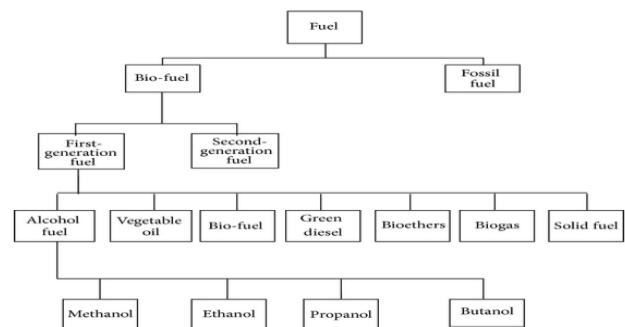 Fuel
Bio-fuel
Fossil
fuel
First-
generation
fuel
Second-
generation
fuel
Alcohol
fuel
Vegetable
oil
Bio-fuel
Green
diesel
Bioethers
Biogas
Solid fuel
Methanol
Ethanol
Propanol
Butanol